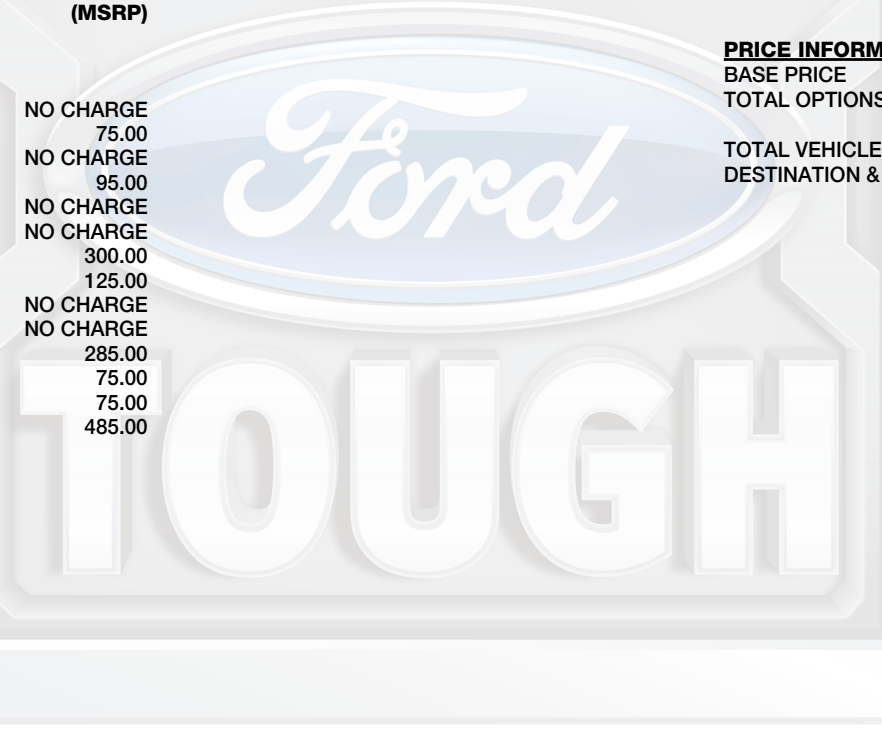 (MSRP)
NO CHARGE
75.00
NO CHARGE
95.00
NO CHARGE
NO CHARGE
300.00
125.00
NO CHARGE
NO CHARGE
285.00
75.00
75.00
485.00
PRICE INFORM
BASE PRICE
TOTAL OPTIONS
TOTAL VEHICLE
DESTINATION &
Ford
TOUGH